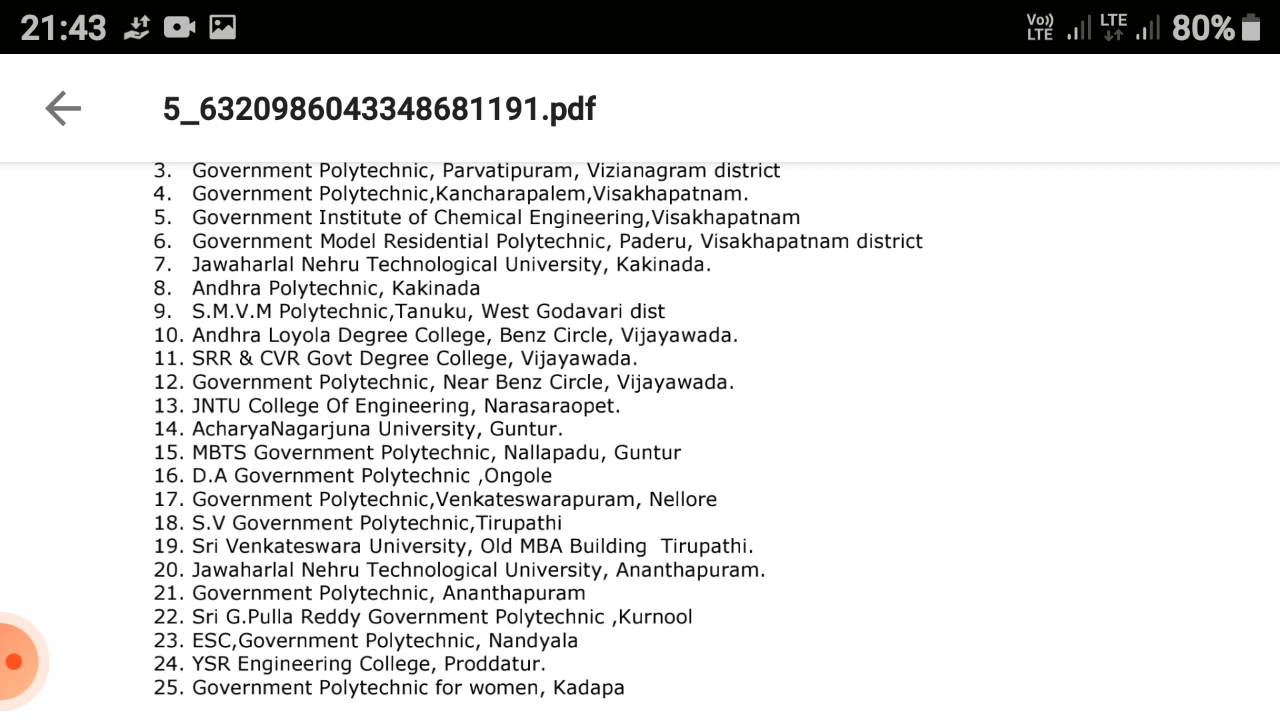 21:43
Vo)) LTE LTE 80%
5_6320986043348681191.pdf
3. Government Polytechnic, Parvatipuram, Vizianagram district
4. Government Polytechnic,Kancharapalem,Visakhapatnam.
5. Government Institute of Chemical Engineering,Visakhapatnam
6. Government Model Residential Polytechnic, Paderu, Visakhapatnam district
7. Jawaharlal Nehru Technological University, Kakinada.
8. Andhra Polytechnic, Kakinada
9. S.M.V.M Polytechnic,Tanuku, West Godavari dist
10. Andhra Loyola Degree College, Benz Circle, Vijayawada.
11. SRR & CVR Govt Degree College, Vijayawada.
12. Government Polytechnic, Near Benz Circle, Vijayawada.
13. JNTU College Of Engineering, Narasaraopet.
14. AcharyaNagarjuna University, Guntur.
15. MBTS Government Polytechnic, Nallapadu, Guntur
16. D.A Government Polytechnic ,Ongole
17. Government Polytechnic,Venkateswarapuram, Nellore
18. S.V Government Polytechnic,Tirupathi
19. Sri Venkateswara University, Old MBA Building  Tirupathi.
20. Jawaharlal Nehru Technological University, Ananthapuram.
21. Government Polytechnic, Ananthapuram
22. Sri G.Pulla Reddy Government Polytechnic ,Kurnool
23. ESC,Government Polytechnic, Nandyala
24. YSR Engineering College, Proddatur.
25. Government Polytechnic for women, Kadapa